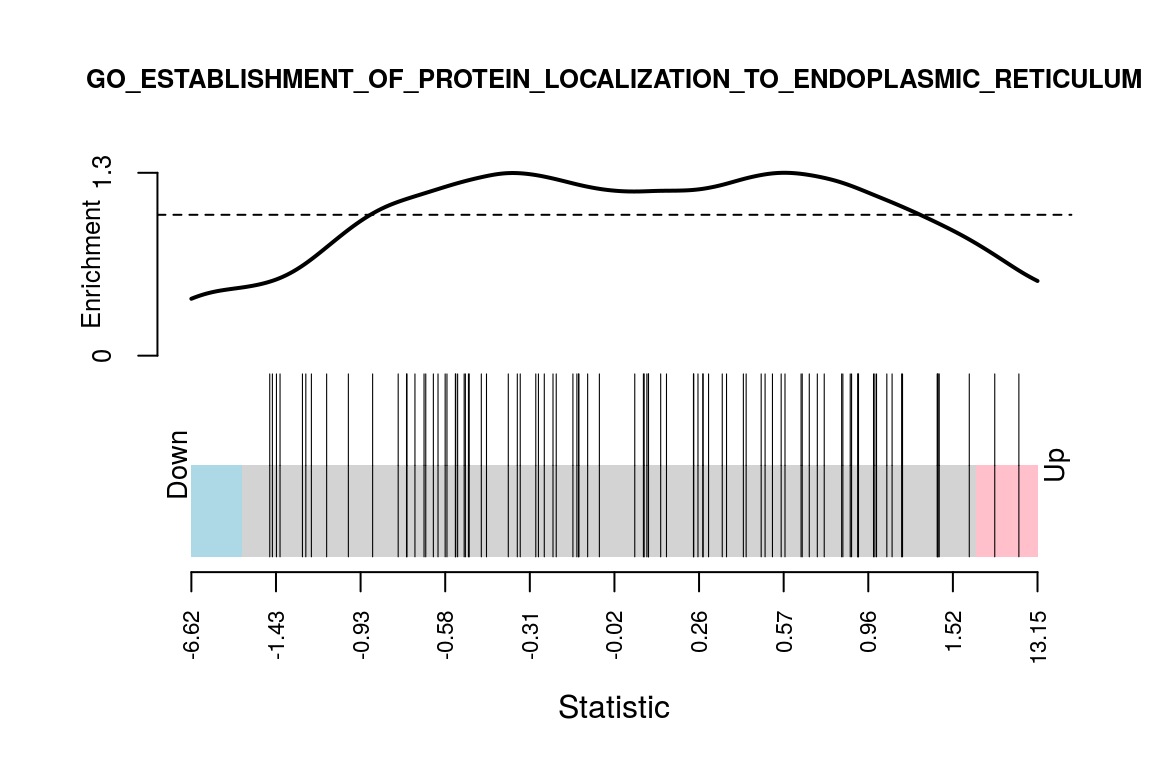 GO_ESTABLISHMENT_OF_PROTEIN_LOCALIZATION_TO_ENDOPLASMIC_RETICULUM
1.3
Enrichment
0
Down
Up
-6.62 -1.43 -0.93 -0.58 -0.31 -0.02 0.26 0.57 0.96 1.52 13.15
Statistic